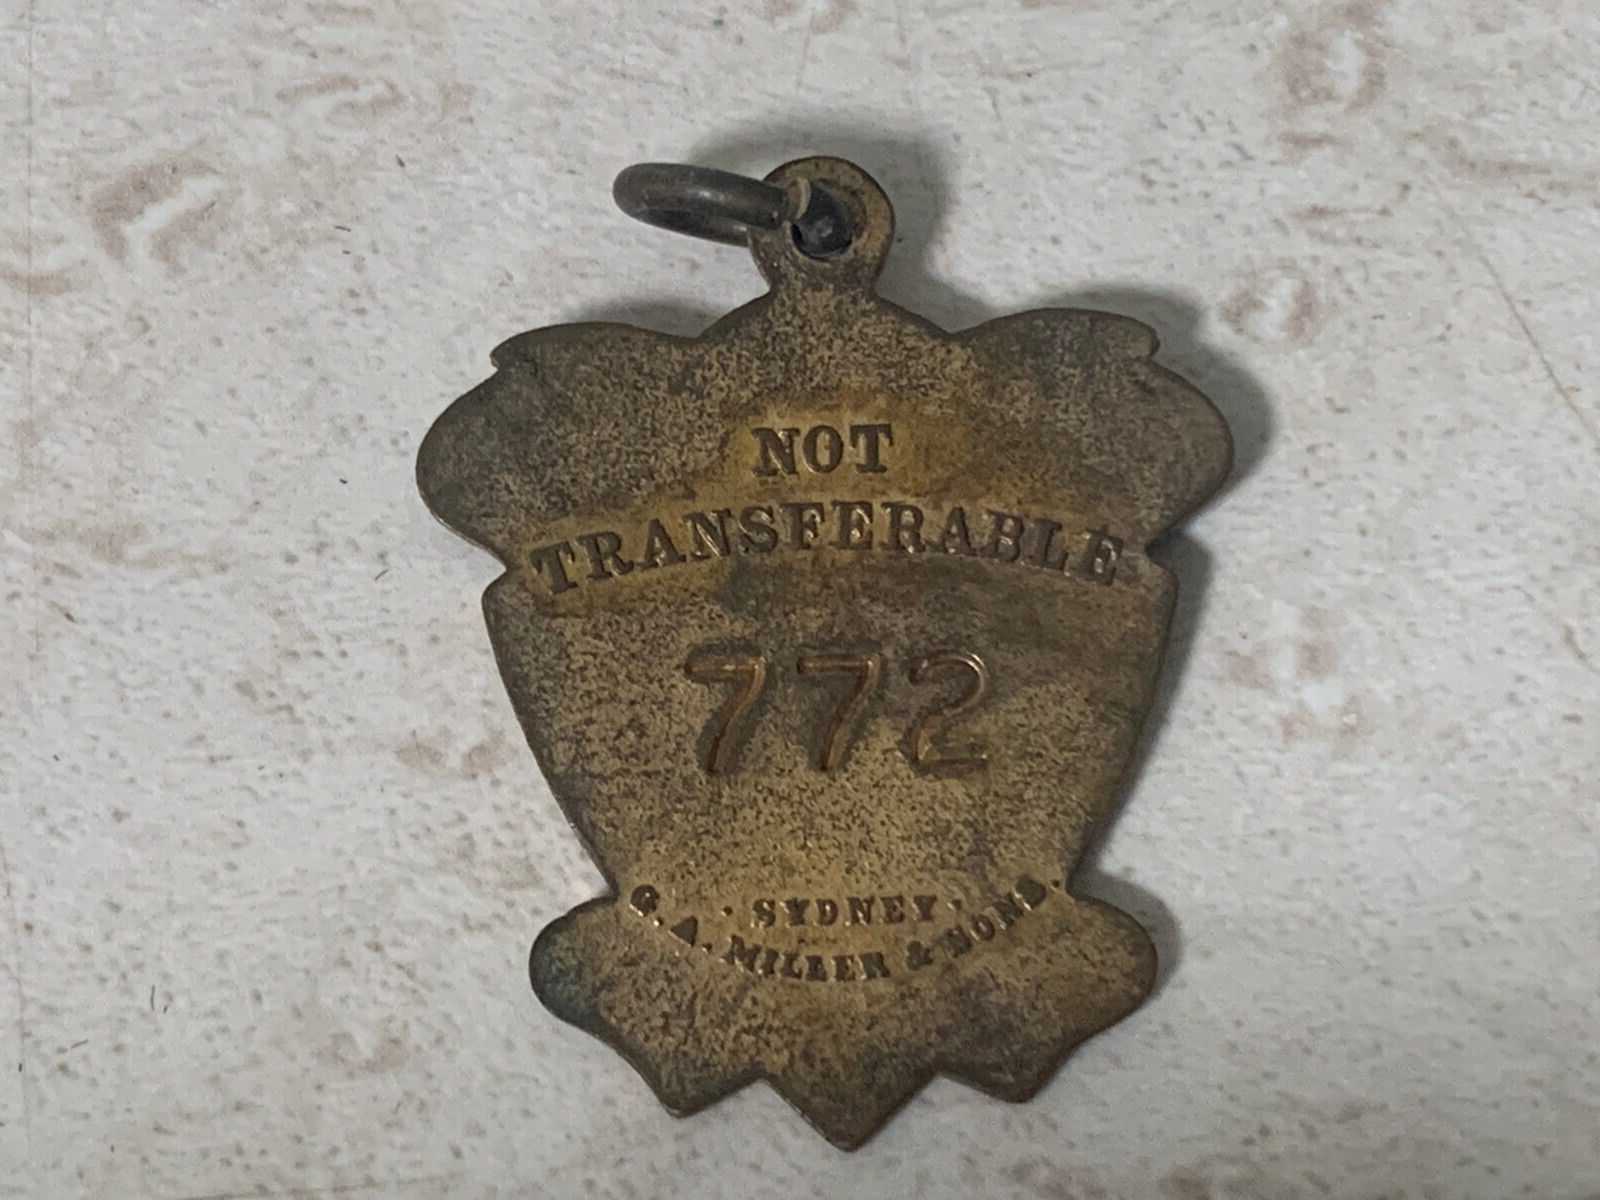 NOT
TRANSFERABLE
772
· SYDNEY ·
G. A. MILLER & SONS.